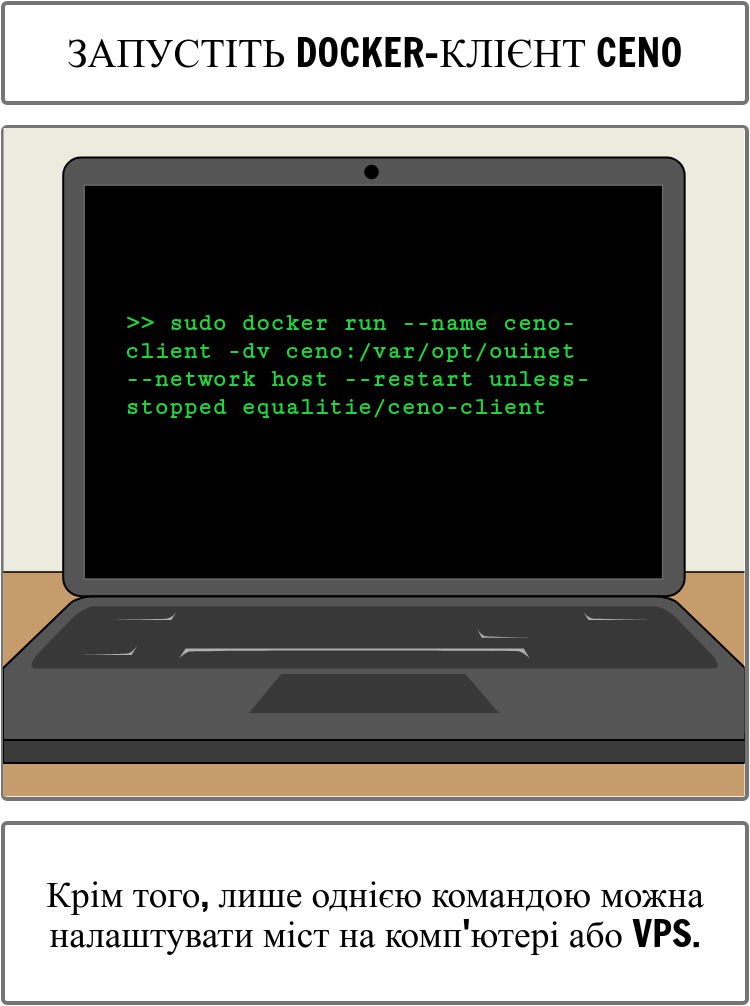 ЗАПУСТІТЬ DOCKER-КЛІЄНТ CENO
>> sudo docker run --name ceno-
client -dv ceno:/var/opt/ouinet
--network host --restart unless-
stopped equalitie/ceno-client
Крім того, лише однією командою можна
налаштувати міст на комп'ютері або VPS.